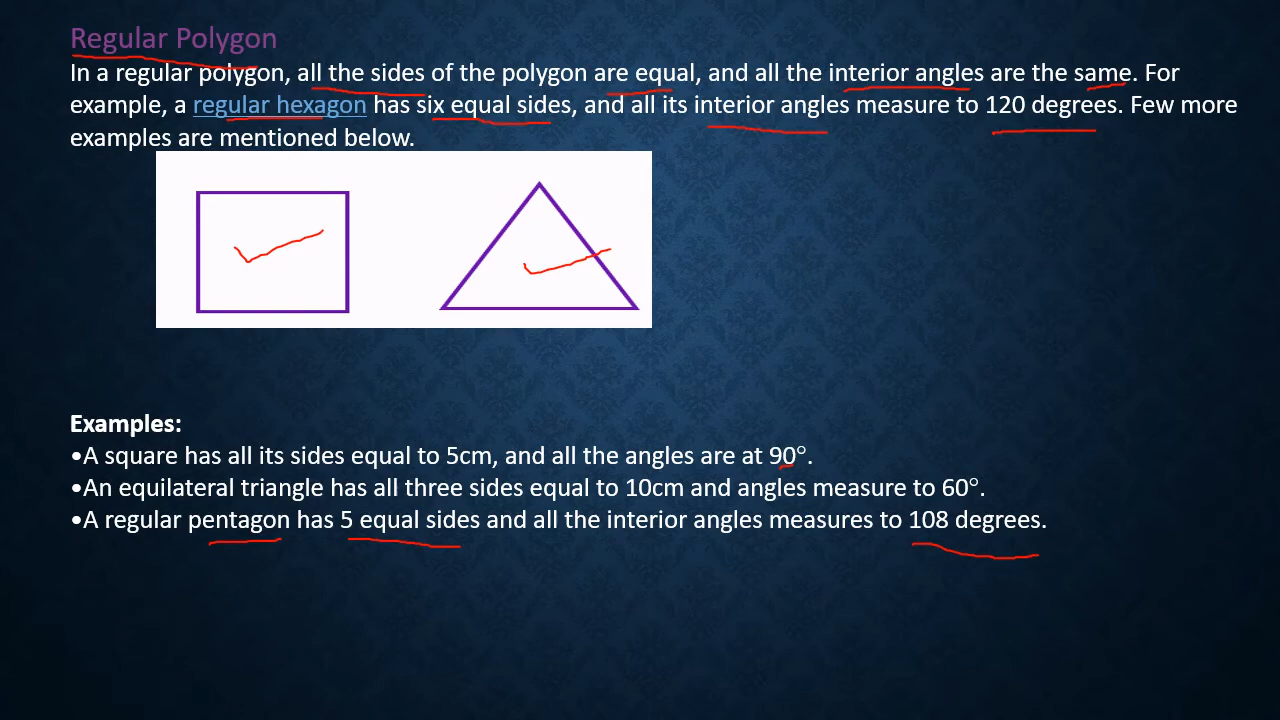 Regular Polygon
In a regular polygon, all the sides of the polygon are equal, and all the interior angles are the same. For
example, a regular hexagon has six equal sides, and all its interior angles measure to 120 degrees. Few more
examples are mentioned below.
Examples:
•A square has all its sides equal to 5cm, and all the angles are at 90°.
•An equilateral triangle has all three sides equal to 10cm and angles measure to 60°.
•A regular pentagon has 5 equal sides and all the interior angles measures to 108 degrees.